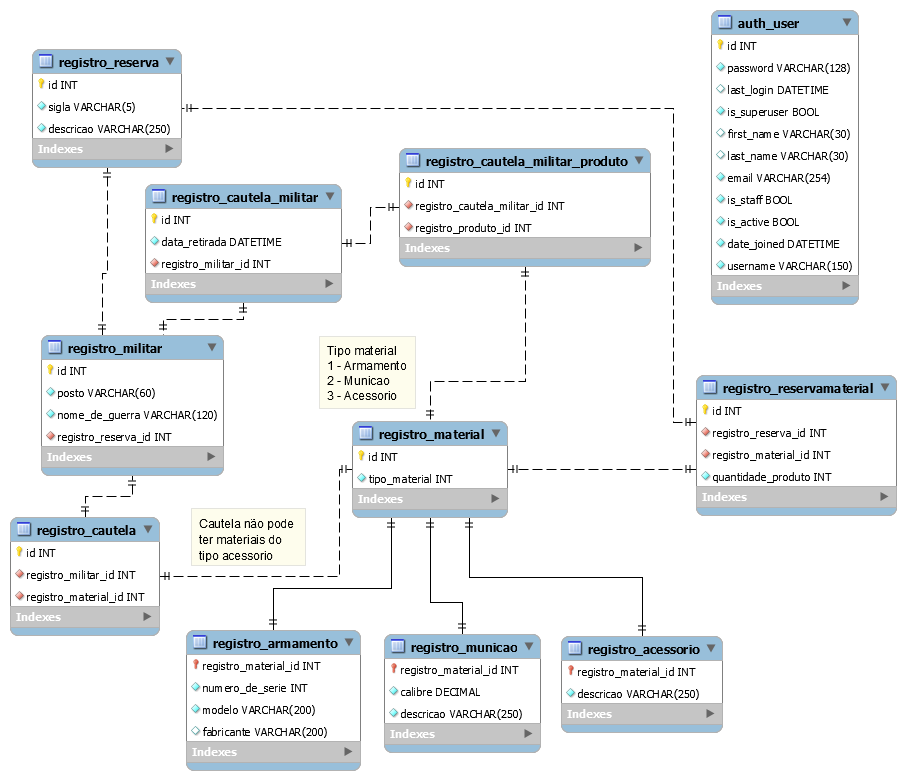 auth_user
id INT
password VARCHAR(128)
last_login DATETIME
is_superuser BOOL
first_name VARCHAR(30)
last_name VARCHAR(30)
email VARCHAR(254)
is_staff BOOL
is_active BOOL
date_joined DATETIME
username VARCHAR(150)
Indexes
registro_reserva
id INT
sigla VARCHAR(5)
descricao VARCHAR(250)
Indexes
registro_cautela_militar_produto
id INT
registro_cautela_militar_id INT
registro_produto_id INT
Indexes
registro_cautela_militar
id INT
data_retirada DATETIME
registro_militar_id INT
Indexes
registro_militar
id INT
posto VARCHAR(60)
nome_de_guerra VARCHAR(120)
registro_reserva_id INT
Indexes
Tipo material
1 - Armamento
2 - Municao
3 - Acessorio
registro_reservamaterial
id INT
registro_reserva_id INT
registro_material_id INT
quantidade_produto INT
Indexes
registro_material
id INT
tipo_material INT
Indexes
registro_cautela
id INT
registro_militar_id INT
registro_material_id INT
Indexes
Cautela não pode
ter materiais do
tipo acessorio
registro_armamento
registro_material_id INT
numero_de_serie INT
modelo VARCHAR(200)
fabricante VARCHAR(200)
Indexes
registro_municao
registro_material_id INT
calibre DECIMAL
descricao VARCHAR(250)
Indexes
registro_acessorio
registro_material_id INT
descricao VARCHAR(250)
Indexes